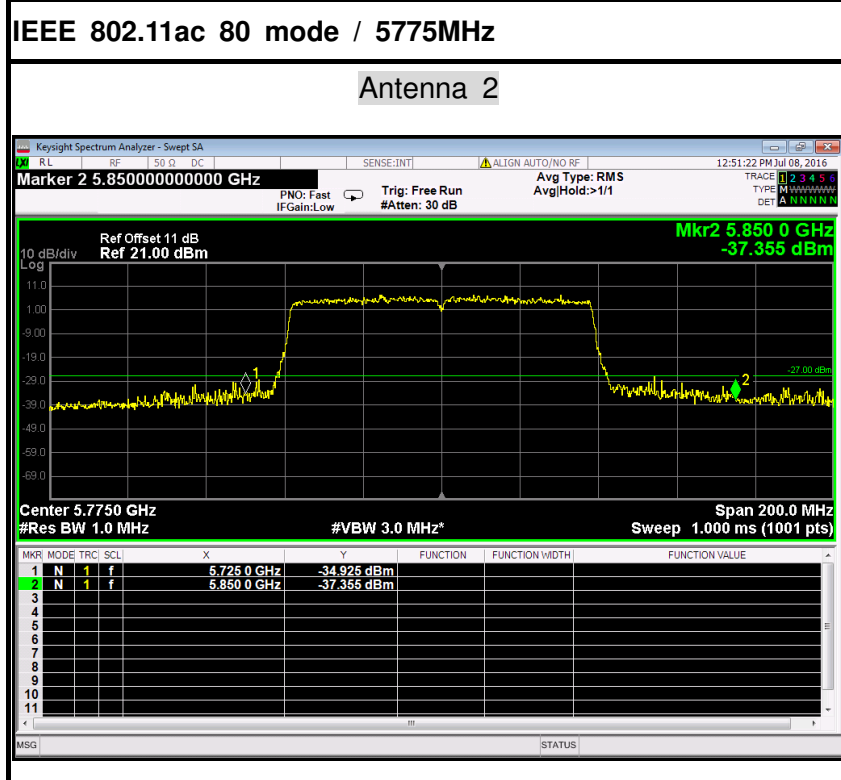 IEEE 802.11ac 80 mode / 5775MHz
Antenna 2
Keysight Spectrum Analyzer - Swept SA
LXI RL RF 50 Ω DC SENSE:INT ALIGN AUTO/NO RF 12:51:22 PM Jul 08, 2016
Marker 2 5.850000000000 GHz
PNO: Fast
IFGain:Low
Trig: Free Run
#Atten: 30 dB
Avg Type: RMS
Avg|Hold:>1/1
TRACE 1 2 3 4 5 6
TYPE M WWWWW
DET A N N N N N
Mkr2 5.850 0 GHz
-37.355 dBm
Ref Offset 11 dB
10 dB/div Ref 21.00 dBm
Log
11.0
1.00
-9.00
-19.0
-29.0
-39.0
-49.0
-59.0
-69.0
1
-27.00 dBm
2
Center 5.7750 GHz Span 200.0 MHz
#Res BW 1.0 MHz #VBW 3.0 MHz* Sweep 1.000 ms (1001 pts)
MKR MODE TRC SCL X Y FUNCTION FUNCTION WIDTH FUNCTION VALUE
1 N 1 f 5.725 0 GHz -34.925 dBm
2 N 1 f 5.850 0 GHz -37.355 dBm
3
4
5
6
7
8
9
10
11
MSG STATUS